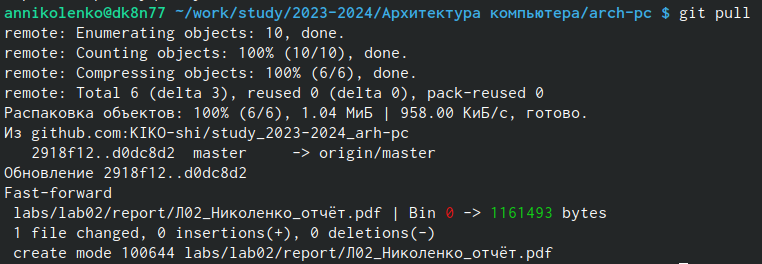 annikolenko@dk8n77 ~/work/study/2023-2024/Архитектура компьютера/arch-pc $ git pull
remote: Enumerating objects: 10, done.
remote: Counting objects: 100% (10/10), done.
remote: Compressing objects: 100% (6/6), done.
remote: Total 6 (delta 3), reused 0 (delta 0), pack-reused 0
Распаковка объектов: 100% (6/6), 1.04 МиБ | 958.00 КиБ/с, готово.
Из github.com:KIKO-shi/study_2023-2024_arh-pc
   2918f12..d0dc8d2  master     -> origin/master
Обновление 2918f12..d0dc8d2
Fast-forward
 labs/lab02/report/Л02_Николенко_отчёт.pdf | Bin 0 -> 1161493 bytes
 1 file changed, 0 insertions(+), 0 deletions(-)
 create mode 100644 labs/lab02/report/Л02_Николенко_отчёт.pdf